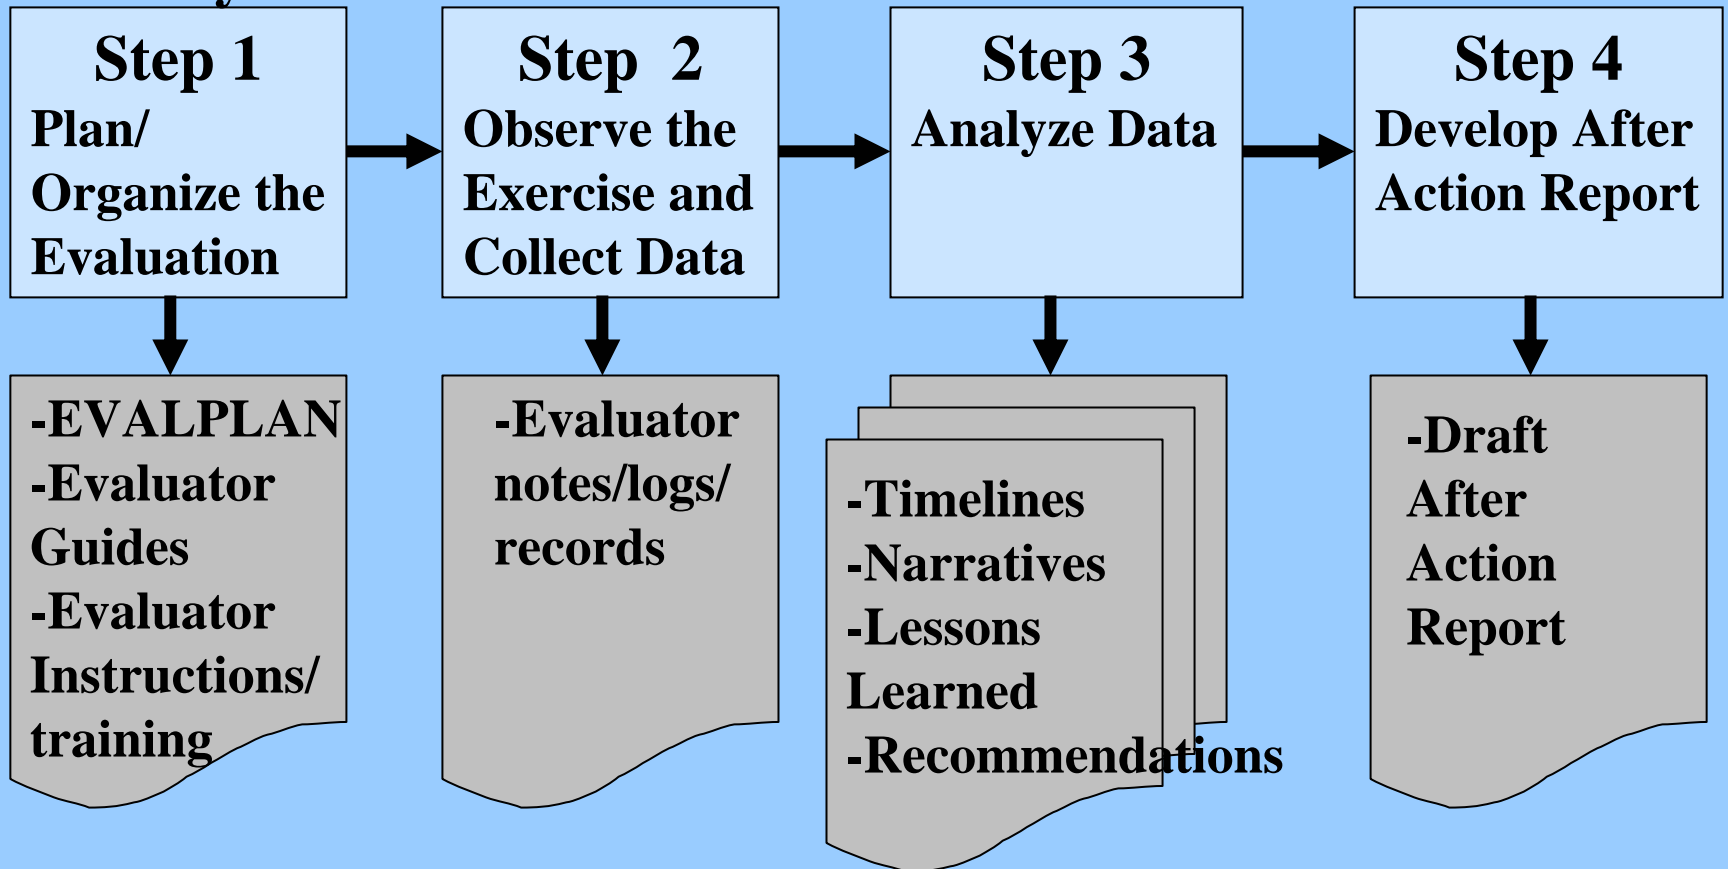 Step 1
Plan/
Organize the
Evaluation
Step 2
Observe the
Exercise and
Collect Data
Step 3
Analyze Data
Step 4
Develop After
Action Report
-EVALPLAN
-Evaluator
Guides
-Evaluator
Instructions/
training
-Evaluator
notes/logs/
records
-Timelines
-Narratives
-Lessons
Learned
-Recommendations
-Draft
After
Action
Report